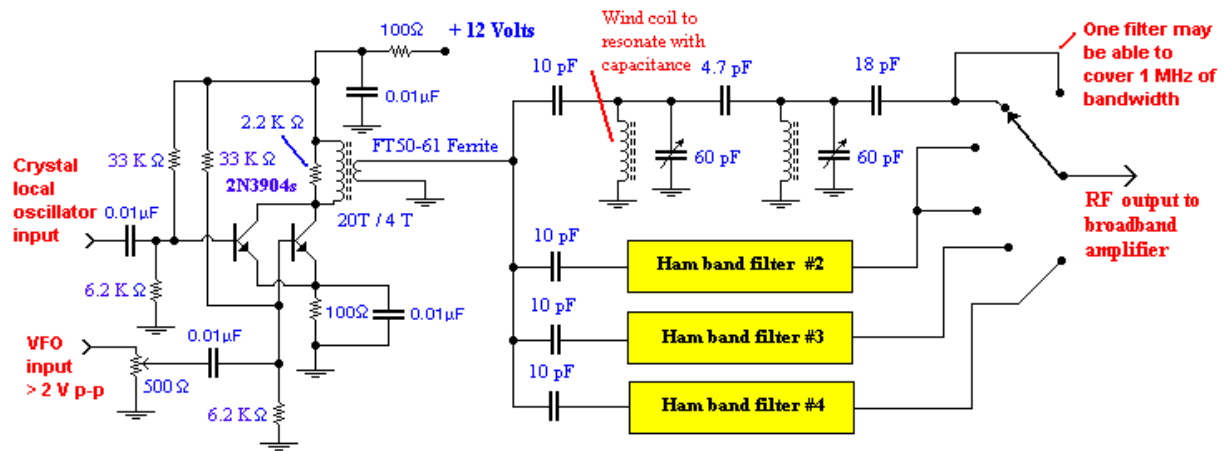 100Ω
+ 12 Volts
0.01µF
2.2 K Ω
33 K Ω
33 K Ω
2N3904s
FT50-61 Ferrite
20T / 4 T
Crystal
local
oscillator
input
0.01µF
6.2 K Ω
100Ω
0.01µF
VFO
input
> 2 V p-p
500 Ω
0.01µF
6.2 K Ω
Wind coil to
resonate with
capacitance
10 pF
4.7 pF
18 pF
60 pF
60 pF
One filter may
be able to
cover 1 MHz of
bandwidth
RF output to
broadband
amplifier
10 pF
Ham band filter #2
10 pF
Ham band filter #3
10 pF
Ham band filter #4